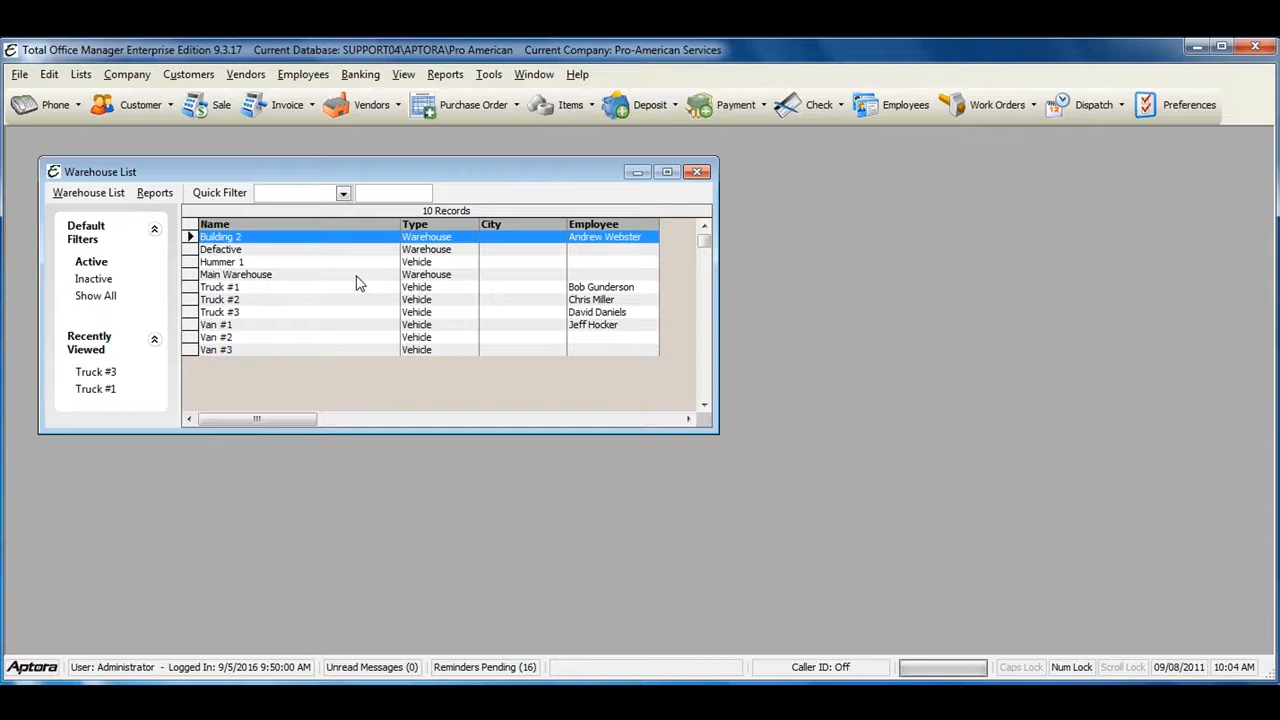 Total Office Manager Enterprise Edition 9.3.17 Current Database: SUPPORT04\APTORA\Pro American Current Company: Pro-American Services
File Edit Lists Company Customers Vendors Employees Banking View Reports Tools Window Help
Phone Customer Sale Invoice Vendors Purchase Order Items Deposit Payment Check Employees Work Orders Dispatch Preferences
Warehouse List
Warehouse List Reports Quick Filter
10 Records
Default Filters
Active
Inactive
Show All
Recently Viewed
Truck #3
Truck #1
Name Type City Employee
Building 2 Warehouse Andrew Webster
Defactive Warehouse
Hummer 1 Vehicle
Main Warehouse Warehouse
Truck #1 Vehicle Bob Gunderson
Truck #2 Vehicle Chris Miller
Truck #3 Vehicle David Daniels
Van #1 Vehicle Jeff Hocker
Van #2 Vehicle
Van #3 Vehicle
Aptora User: Administrator - Logged In: 9/5/2016 9:50:00 AM Unread Messages (0) Reminders Pending (16) Caller ID: Off Caps Lock Num Lock Scroll Lock 09/08/2011 10:04 AM